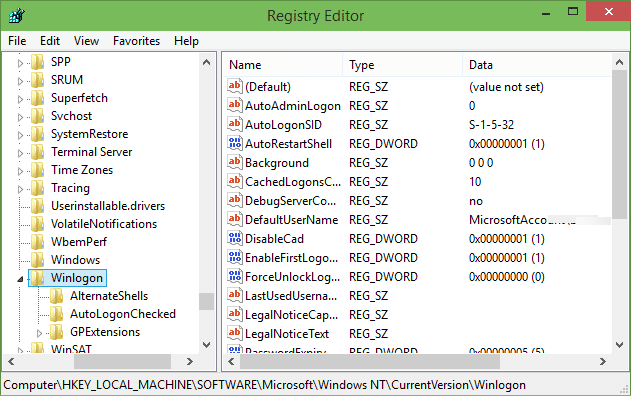 Registry Editor
File Edit View Favorites Help
SPP
SRUM
Superfetch
Svchost
SystemRestore
Terminal Server
Time Zones
Tracing
Userinstallable.drivers
VolatileNotifications
WbemPerf
Windows
Winlogon
AlternateShells
AutoLogonChecked
GPExtensions
WinSAT
Name Type Data
(Default) REG_SZ (value not set)
AutoAdminLogon REG_SZ 0
AutoLogonSID REG_SZ S-1-5-32
AutoRestartShell REG_DWORD 0x00000001 (1)
Background REG_SZ 0 0 0
CachedLogonsC... REG_SZ 10
DebugServerCo... REG_SZ no
DefaultUserName REG_SZ MicrosoftAccount
DisableCad REG_DWORD 0x00000001 (1)
EnableFirstLogo... REG_DWORD 0x00000001 (1)
ForceUnlockLog... REG_DWORD 0x00000000 (0)
LastUsedUserna... REG_SZ
LegalNoticeCap... REG_SZ
LegalNoticeText REG_SZ
PasswordExpiry... REG_DWORD 0x00000005 (5)
Computer\HKEY_LOCAL_MACHINE\SOFTWARE\Microsoft\Windows NT\CurrentVersion\Winlogon